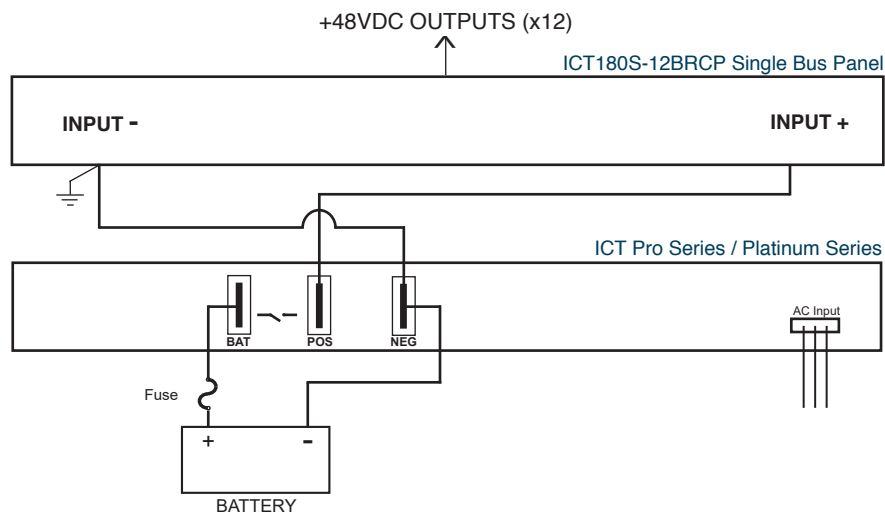 +48VDC OUTPUTS (x12)
ICT180S-12BRCP Single Bus Panel
INPUT -
INPUT +
ICT Pro Series / Platinum Series
AC Input
BAT
POS
NEG
Fuse
+
-
BATTERY